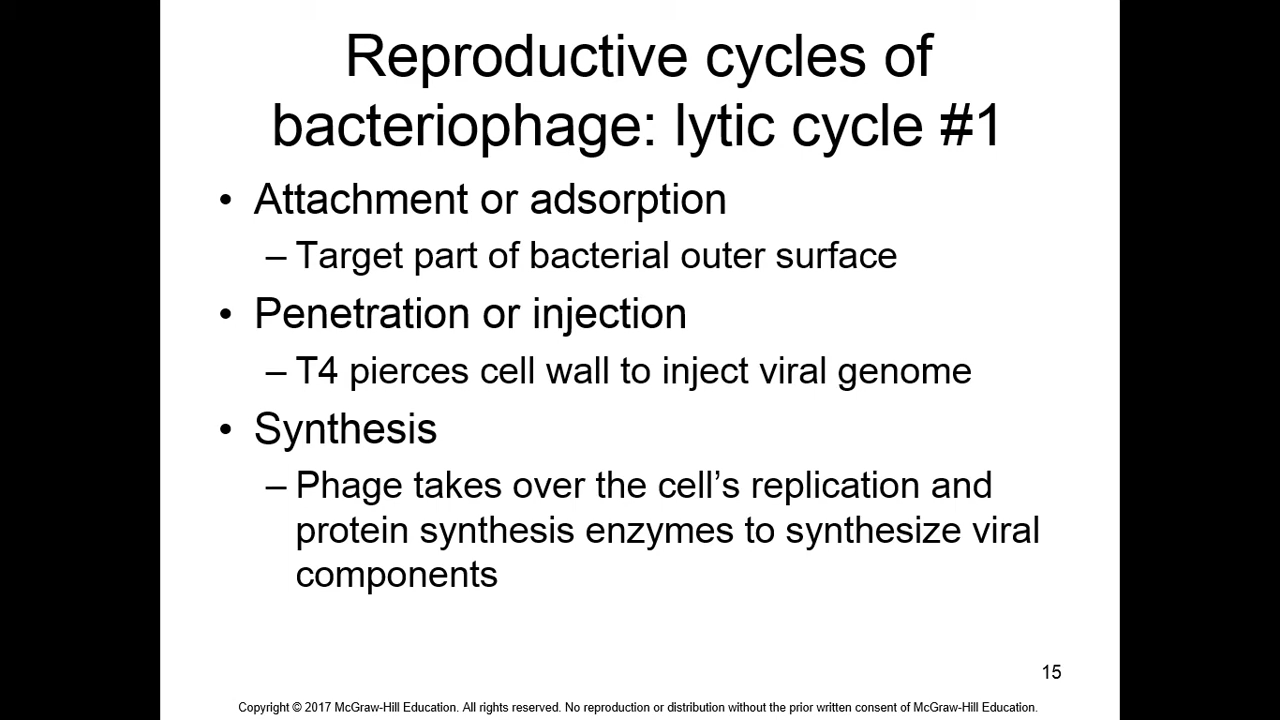 Reproductive cycles of
bacteriophage: lytic cycle #1
• Attachment or adsorption
– Target part of bacterial outer surface
• Penetration or injection
– T4 pierces cell wall to inject viral genome
• Synthesis
– Phage takes over the cell’s replication and
protein synthesis enzymes to synthesize viral
components
15
Copyright © 2017 McGraw-Hill Education. All rights reserved. No reproduction or distribution without the prior written consent of McGraw-Hill Education.